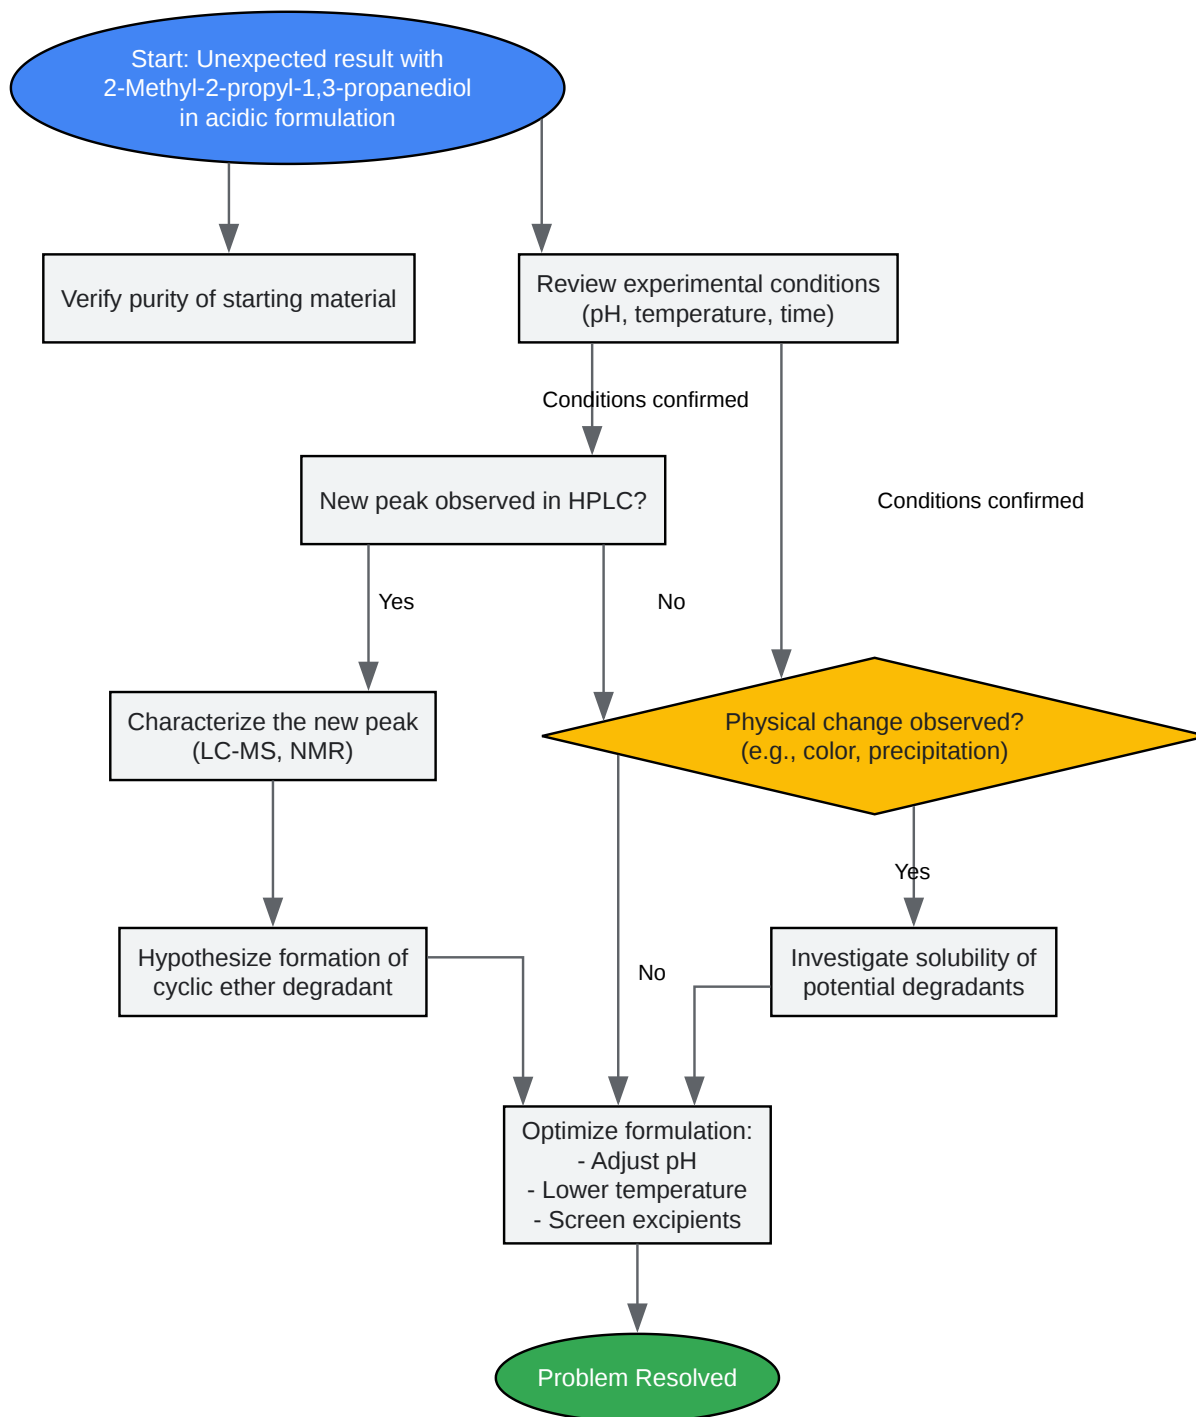 Start: Unexpected result with
2-Methyl-2-propyl-1,3-propanediol
in acidic formulation
Verify purity of starting material
Review experimental conditions
(pH, temperature, time)
Conditions confirmed
New peak observed in HPLC?
Conditions confirmed
Yes
No
Characterize the new peak
(LC-MS, NMR)
Physical change observed?
(e.g., color, precipitation)
Yes
Hypothesize formation of
cyclic ether degradant
No
Investigate solubility of
potential degradants
Optimize formulation:
- Adjust pH
- Lower temperature
- Screen excipients
Problem Resolved